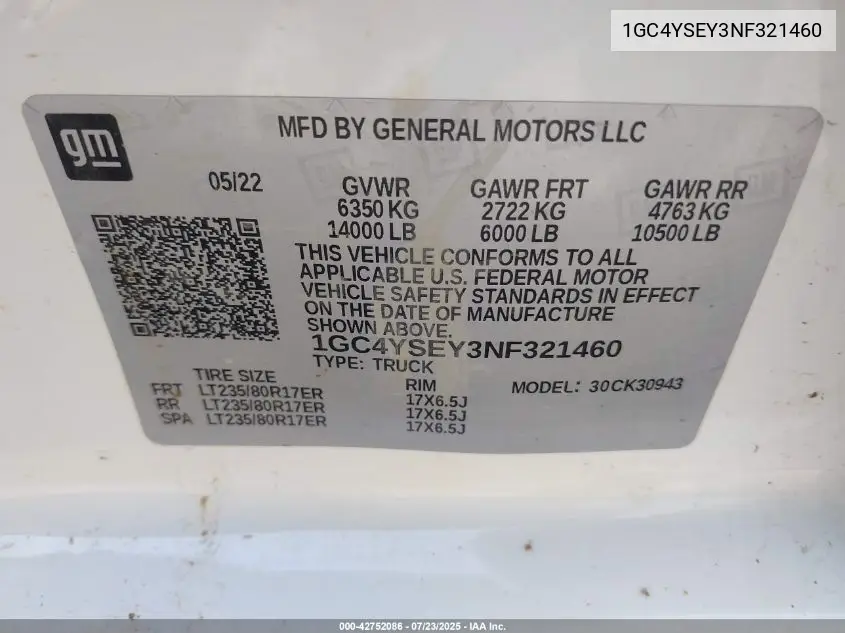 1GC4YSEY3NF321460
gm
MFD BY GENERAL MOTORS LLC
05/22 GVWR GAWR FRT GAWR RR
6350 KG 2722 KG 4763 KG
14000 LB 6000 LB 10500 LB
THIS VEHICLE CONFORMS TO ALL
APPLICABLE U.S. FEDERAL MOTOR
VEHICLE SAFETY STANDARDS IN EFFECT
ON THE DATE OF MANUFACTURE
SHOWN ABOVE.
1GC4YSEY3NF321460
TYPE: TRUCK
TIRE SIZE RIM MODEL: 30CK30943
FRT LT235/80R17ER 17X6.5J
RR LT235/80R17ER 17X6.5J
SPA LT235/80R17ER 17X6.5J
000-42752086 - 07/23/2025 - IAA Inc.